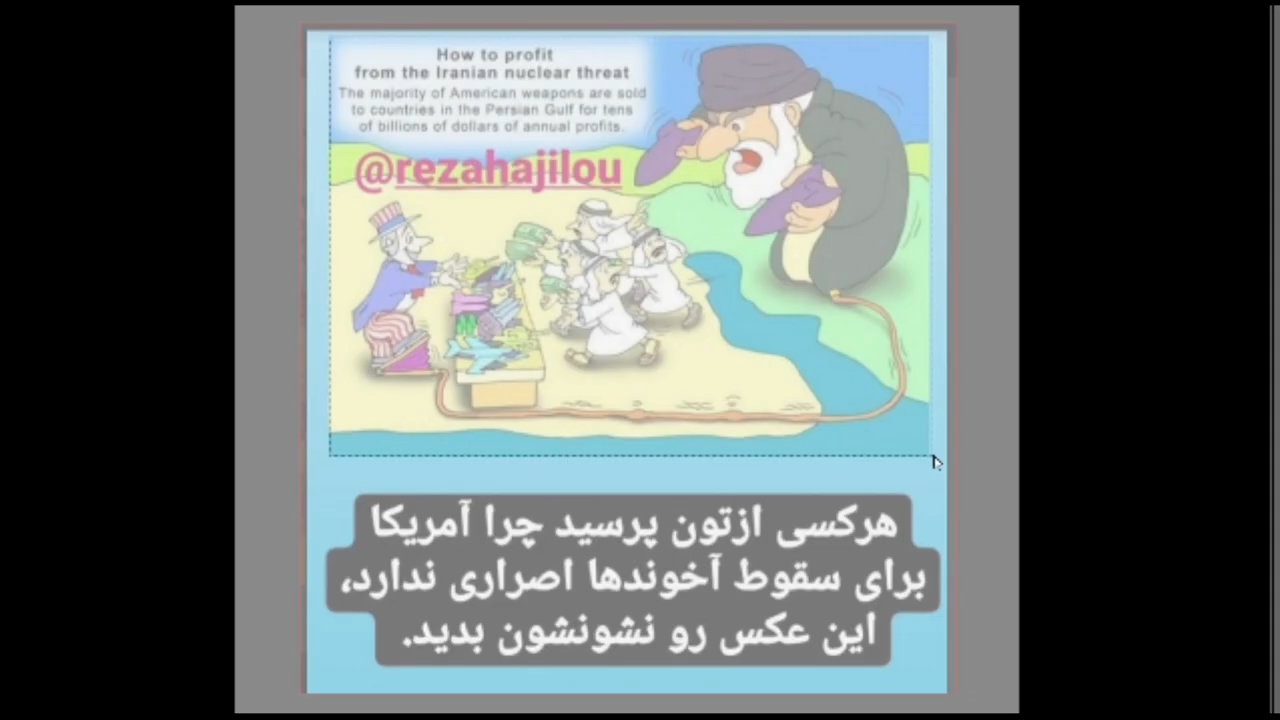 How to profit
from the Iranian nuclear threat
The majority of American weapons are sold
to countries in the Persian Gulf for tens
of billions of dollars of annual profits.
@rezahajilou
هرکسی ازتون پرسید چرا آمریکا
برای سقوط آخوندها اصراری ندارد،
این عکس رو نشونشون بدید.